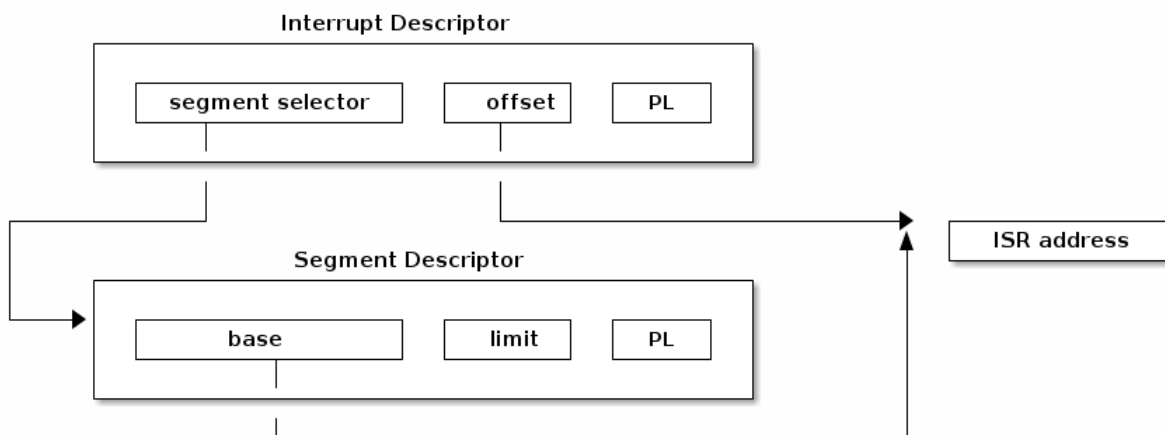 Interrupt Descriptor
segment selector offset PL
ISR address
Segment Descriptor
base limit PL